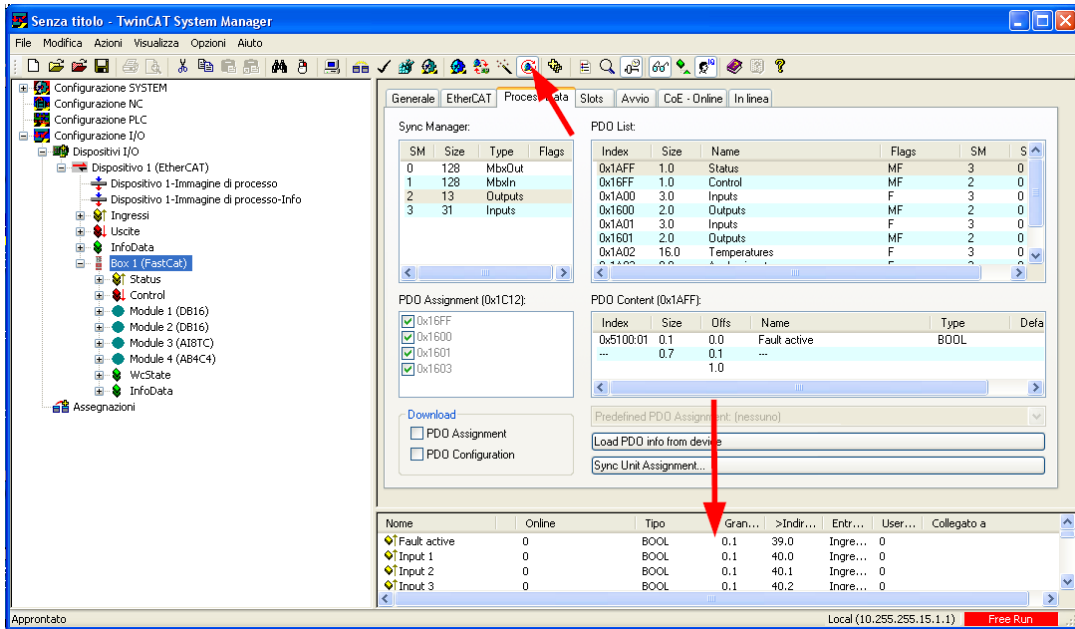 Senza titolo - TwinCAT System Manager
File Modifica Azioni Visualizza Opzioni Aiuto
Configurazione SYSTEM
Configurazione NC
Configurazione PLC
Configurazione I/O
Dispositivi I/O
Dispositivo 1 (EtherCAT)
Dispositivo 1-Immagine di processo
Dispositivo 1-Immagine di processo-Info
Ingressi
Uscite
InfoData
Box 1 (FastCat)
Status
Control
Module 1 (DB16)
Module 2 (DB16)
Module 3 (AI8TC)
Module 4 (AB4C4)
WcState
InfoData
Assegnazioni
Generale EtherCAT Process Data Slots Avvio CoE - Online In linea
Sync Manager:
SM Size Type Flags
0 128 MbxOut
1 128 MbxIn
2 13 Outputs
3 31 Inputs
PDO List:
Index Size Name Flags SM S
0x1AFF 1.0 Status MF 3 0
0x16FF 1.0 Control MF 2 0
0x1A00 3.0 Inputs F 3 0
0x1600 2.0 Outputs MF 2 0
0x1A01 3.0 Inputs F 3 0
0x1601 2.0 Outputs MF 2 0
0x1A02 16.0 Temperatures F 3 0
PDO Assignment (0x1C12):
0x16FF
0x1600
0x1601
0x1603
PDO Content (0x1AFF):
Index Size Offs Name Type Defa
0x5100:01 0.1 0.0 Fault active BOOL
--- 0.7 0.1 ---
1.0
Download
PDO Assignment
PDO Configuration
Predefined PDO Assignment: (nessuno)
Load PDO info from device
Sync Unit Assignment...
Nome Online Tipo Gran... >Indir... Entr... User... Collegato a
Fault active 0 BOOL 0.1 39.0 Ingre... 0
Input 1 0 BOOL 0.1 40.0 Ingre... 0
Input 2 0 BOOL 0.1 40.1 Ingre... 0
Input 3 0 BOOL 0.1 40.2 Ingre... 0
Approntato Local (10.255.255.15.1.1) Free Run